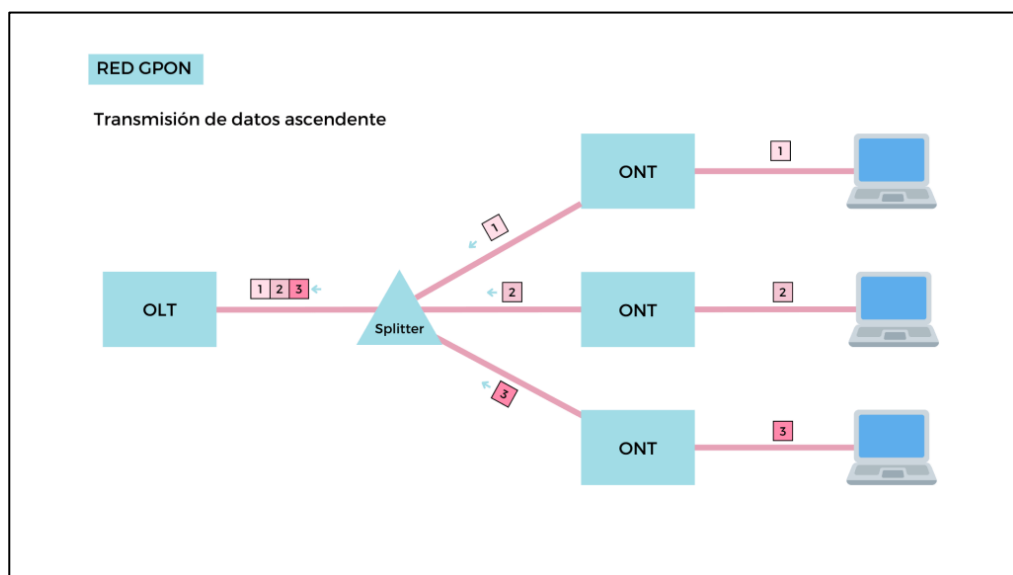 RED GPON
Transmisión de datos ascendente
ONT
1
1
OLT
1 2 3
Splitter
2
ONT
2
3
ONT
3